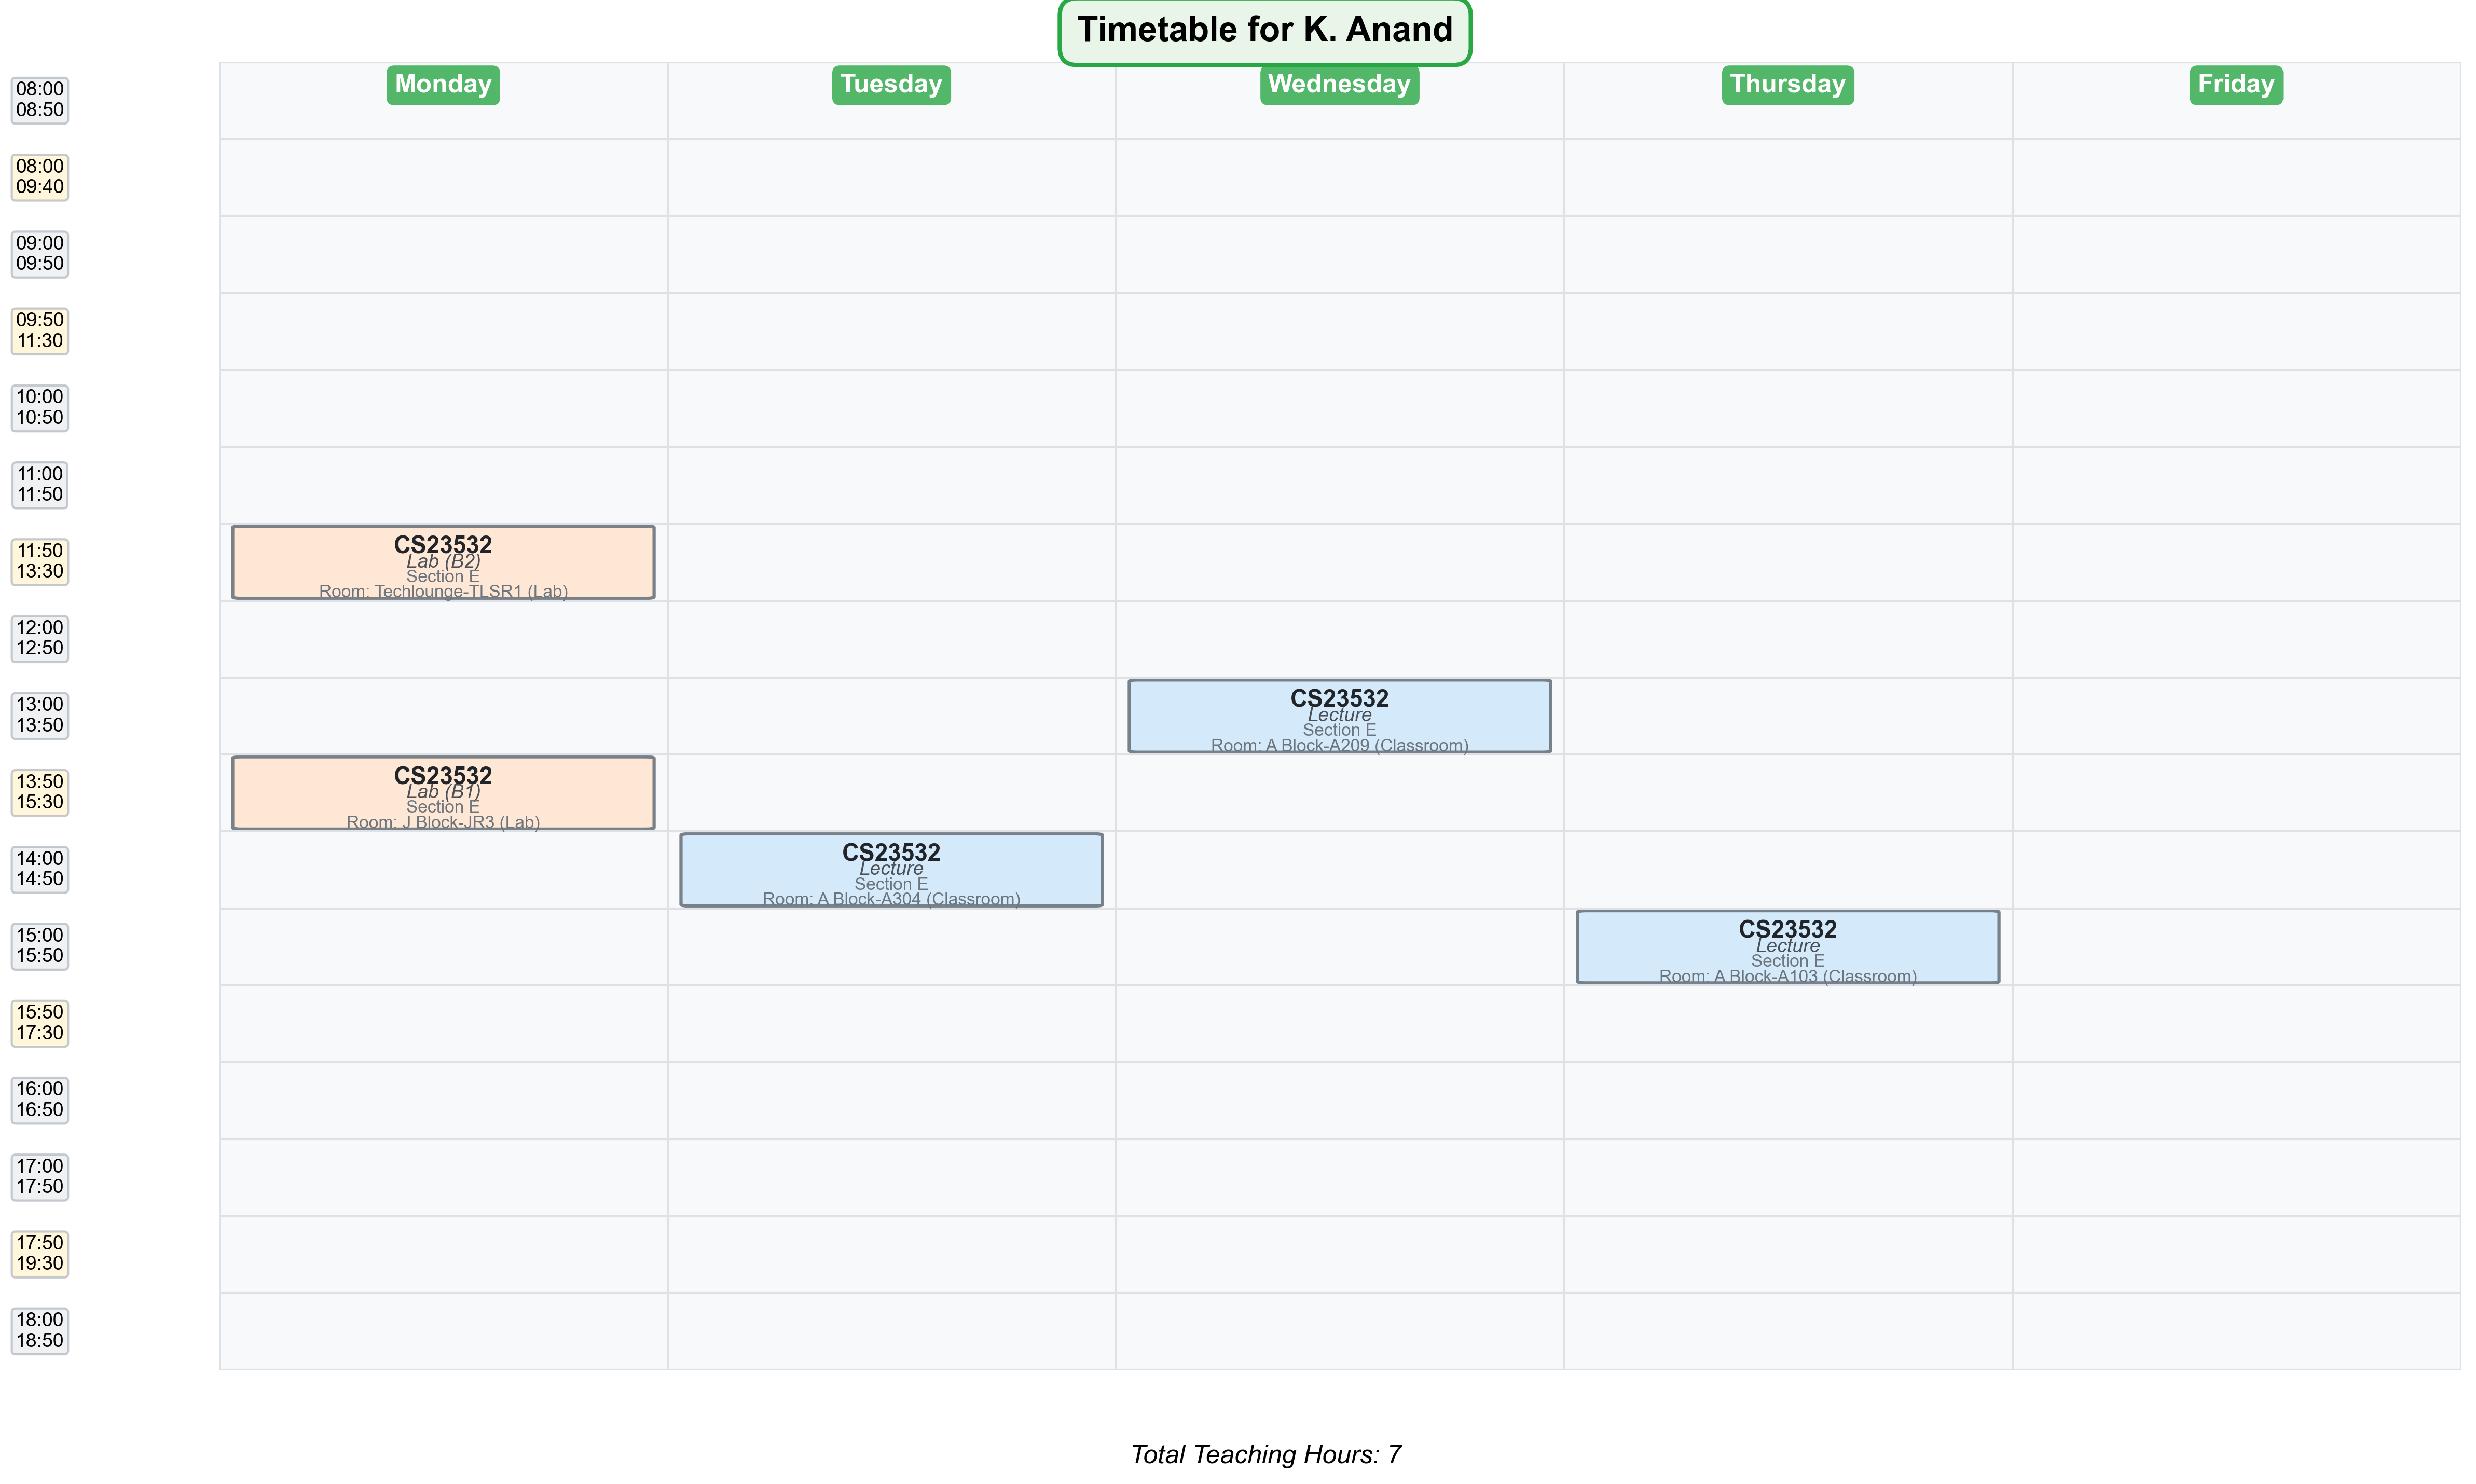 Timetable for K. Anand
Monday
Tuesday
Wednesday
Thursday
Friday
08:00
08:50
08:00
09:40
09:00
09:50
09:50
11:30
10:00
10:50
11:00
11:50
11:50
13:30
CS23532
Lab (B2)
Section E
Room: Techlounge-TLSR1 (Lab)
12:00
12:50
13:00
13:50
CS23532
Lecture
Section E
Room: A Block-A209 (Classroom)
13:50
15:30
CS23532
Lab (B1)
Section E
Room: J Block-JR3 (Lab)
14:00
14:50
CS23532
Lecture
Section E
Room: A Block-A304 (Classroom)
15:00
15:50
CS23532
Lecture
Section E
Room: A Block-A103 (Classroom)
15:50
17:30
16:00
16:50
17:00
17:50
17:50
19:30
18:00
18:50
Total Teaching Hours: 7